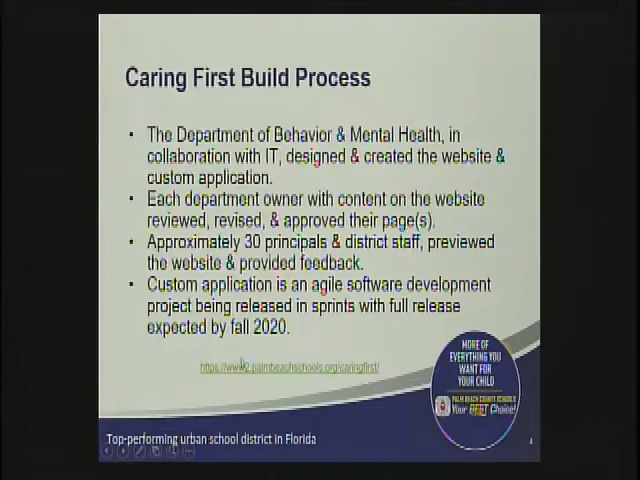 Caring First Build Process
• The Department of Behavior & Mental Health, in
collaboration with IT, designed & created the website &
custom application.
• Each department owner with content on the website
reviewed, revised, & approved their page(s).
• Approximately 30 principals & district staff, previewed
the website & provided feedback.
• Custom application is an agile software development
project being released in sprints with full release
expected by fall 2020.
https://www2.palmbeachschools.org/caringfirst/
MORE OF
EVERYTHING YOU
WANT FOR
YOUR CHILD
PALM BEACH COUNTY SCHOOLS
Your BEST Choice!
Top-performing urban school district in Florida
4